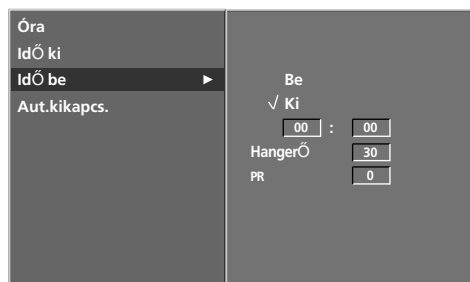 Óra
IdŐ ki
IdŐ be ►
Aut.kikapcs.
Be
√ Ki
00 : 00
HangerŐ 30
PR 0